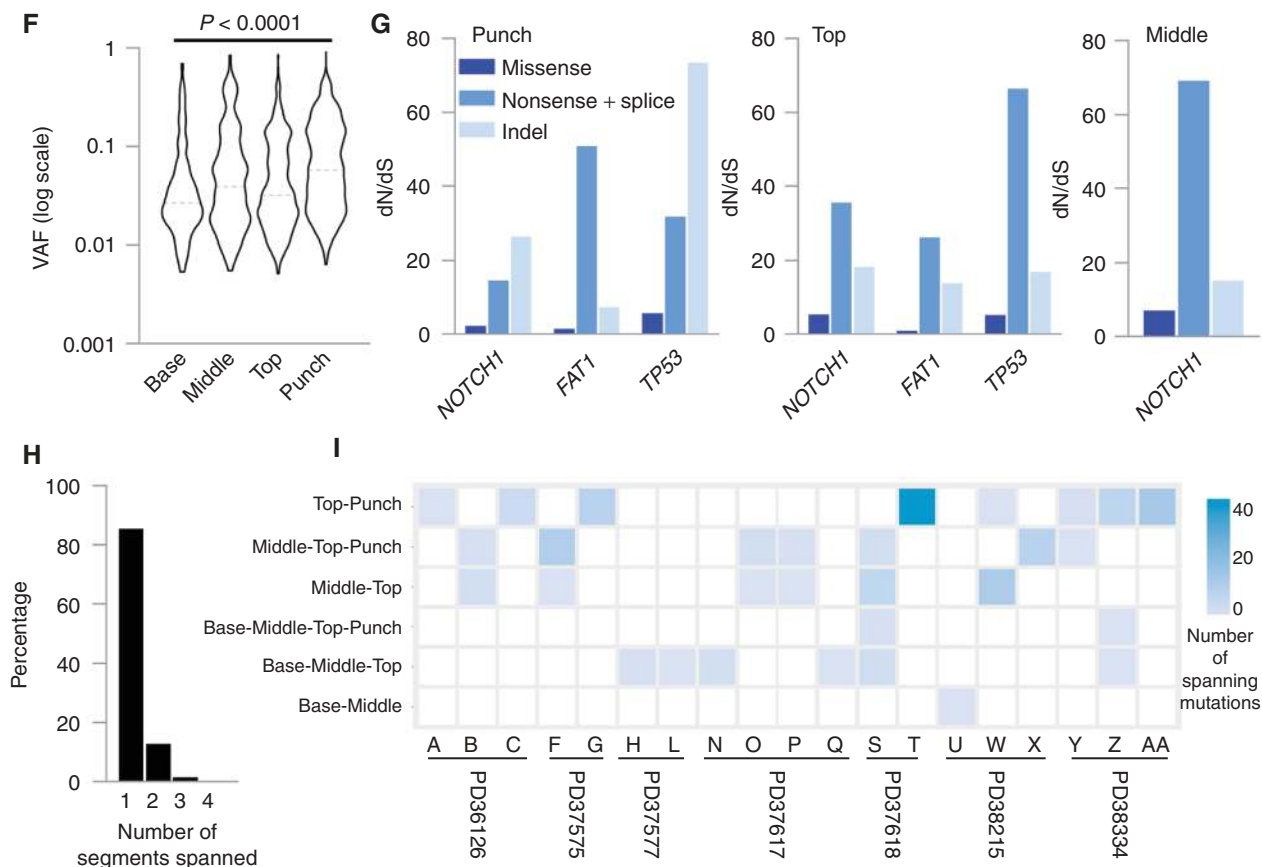 F
P < 0.0001
VAF (log scale)
1
0.1
0.01
0.001
Base
Middle
Top
Punch
G
Punch
Missense
Nonsense + splice
Indel
dN/dS
80
60
40
20
0
NOTCH1
FAT1
TP53
Top
dN/dS
80
60
40
20
0
NOTCH1
FAT1
TP53
Middle
dN/dS
80
60
40
20
0
NOTCH1
H
Percentage
100
80
60
40
20
0
1 2 3 4
Number of
segments spanned
I
Top-Punch
Middle-Top-Punch
Middle-Top
Base-Middle-Top-Punch
Base-Middle-Top
Base-Middle
A B C F G H L N O P Q S T U W X Y Z AA
PD36126
PD37575
PD37577
PD37617
PD37618
PD38215
PD38334
40
20
0
Number
of
spanning
mutations